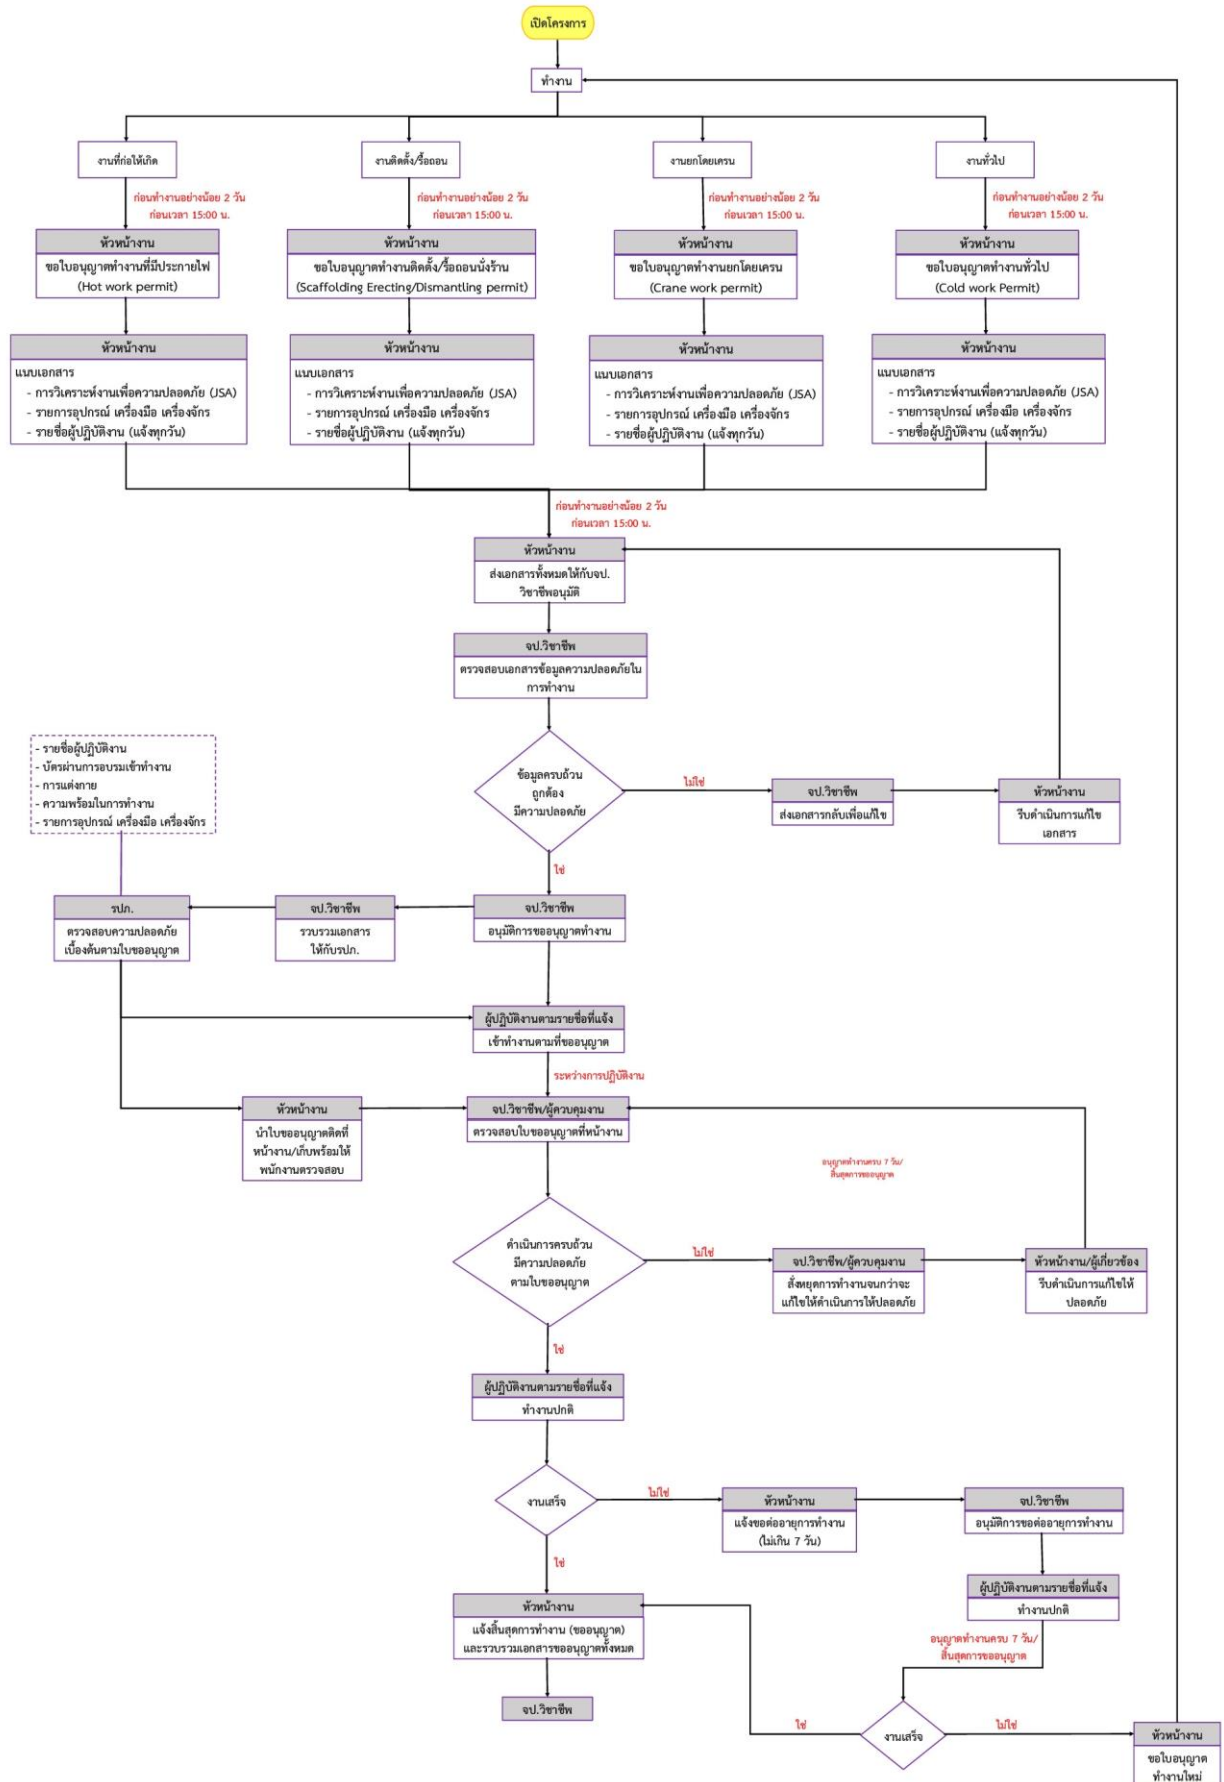 เปิดโครงการ
ทำงาน
งานที่ก่อให้เกิด
งานติดตั้ง/รื้อถอน
งานยกโดยเครน
งานทั่วไป
ก่อนทำงานอย่างน้อย 2 วัน
ก่อนเวลา 15:00 น.
ก่อนทำงานอย่างน้อย 2 วัน
ก่อนเวลา 15:00 น.
ก่อนทำงานอย่างน้อย 2 วัน
ก่อนเวลา 15:00 น.
ก่อนทำงานอย่างน้อย 2 วัน
ก่อนเวลา 15:00 น.
หัวหน้างาน
ขอใบอนุญาตทำงานที่มีประกายไฟ
(Hot work permit)
หัวหน้างาน
ขอใบอนุญาตทำงานติดตั้ง/รื้อถอนนั่งร้าน
(Scaffolding Erecting/Dismantling permit)
หัวหน้างาน
ขอใบอนุญาตทำงานยกโดยเครน
(Crane work permit)
หัวหน้างาน
ขอใบอนุญาตทำงานทั่วไป
(Cold work Permit)
หัวหน้างาน
แนบเอกสาร
- การวิเคราะห์งานเพื่อความปลอดภัย (JSA)
- รายการอุปกรณ์ เครื่องมือ เครื่องจักร
- รายชื่อผู้ปฏิบัติงาน (แจ้งทุกวัน)
หัวหน้างาน
แนบเอกสาร
- การวิเคราะห์งานเพื่อความปลอดภัย (JSA)
- รายการอุปกรณ์ เครื่องมือ เครื่องจักร
- รายชื่อผู้ปฏิบัติงาน (แจ้งทุกวัน)
หัวหน้างาน
แนบเอกสาร
- การวิเคราะห์งานเพื่อความปลอดภัย (JSA)
- รายการอุปกรณ์ เครื่องมือ เครื่องจักร
- รายชื่อผู้ปฏิบัติงาน (แจ้งทุกวัน)
หัวหน้างาน
แนบเอกสาร
- การวิเคราะห์งานเพื่อความปลอดภัย (JSA)
- รายการอุปกรณ์ เครื่องมือ เครื่องจักร
- รายชื่อผู้ปฏิบัติงาน (แจ้งทุกวัน)
ก่อนทำงานอย่างน้อย 2 วัน
ก่อนเวลา 15:00 น.
หัวหน้างาน
ส่งเอกสารทั้งหมดให้กับจป.
วิชาชีพอนุมัติ
จป.วิชาชีพ
ตรวจสอบเอกสารข้อมูลความปลอดภัยใน
การทำงาน
- รายชื่อผู้ปฏิบัติงาน
- บัตรผ่านการอบรมเข้าทำงาน
- การแต่งกาย
- ความพร้อมในการทำงาน
- รายการอุปกรณ์ เครื่องมือ เครื่องจักร
ข้อมูลครบถ้วน
ถูกต้อง
มีความปลอดภัย
ไม่ใช่
จป.วิชาชีพ
ส่งเอกสารกลับเพื่อแก้ไข
หัวหน้างาน
รีบดำเนินการแก้ไข
เอกสาร
ใช่
รปภ.
ตรวจสอบความปลอดภัย
เบื้องต้นตามใบขออนุญาต
จป.วิชาชีพ
รวบรวมเอกสาร
ให้กับรปภ.
จป.วิชาชีพ
อนุมัติการขออนุญาตทำงาน
ผู้ปฏิบัติงานตามรายชื่อที่แจ้ง
เข้าทำงานตามที่ขออนุญาต
ระหว่างการปฏิบัติงาน
หัวหน้างาน
นำใบขออนุญาตติดที่
หน้างาน/เก็บพร้อมให้
พนักงานตรวจสอบ
จป.วิชาชีพ/ผู้ควบคุมงาน
ตรวจสอบใบขออนุญาตที่หน้างาน
อนุญาตทำงานครบ 7 วัน/
สิ้นสุดการขออนุญาต
ดำเนินการครบถ้วน
มีความปลอดภัย
ตามใบขออนุญาต
ไม่ใช่
จป.วิชาชีพ/ผู้ควบคุมงาน
สั่งหยุดการทำงานจนกว่าจะ
แก้ไขให้ดำเนินการให้ปลอดภัย
หัวหน้างาน/ผู้เกี่ยวข้อง
รีบดำเนินการแก้ไขให้
ปลอดภัย
ใช่
ผู้ปฏิบัติงานตามรายชื่อที่แจ้ง
ทำงานปกติ
งานเสร็จ
ไม่ใช่
หัวหน้างาน
แจ้งขอต่ออายุการทำงาน
(ไม่เกิน 7 วัน)
จป.วิชาชีพ
อนุมัติการขอต่ออายุการทำงาน
ใช่
ผู้ปฏิบัติงานตามรายชื่อที่แจ้ง
ทำงานปกติ
หัวหน้างาน
แจ้งสิ้นสุดการทำงาน (ขออนุญาต)
และรวบรวมเอกสารขออนุญาตทั้งหมด
อนุญาตทำงานครบ 7 วัน/
สิ้นสุดการขออนุญาต
จป.วิชาชีพ
ใช่
งานเสร็จ
ไม่ใช่
หัวหน้างาน
ขอใบอนุญาต
ทำงานใหม่